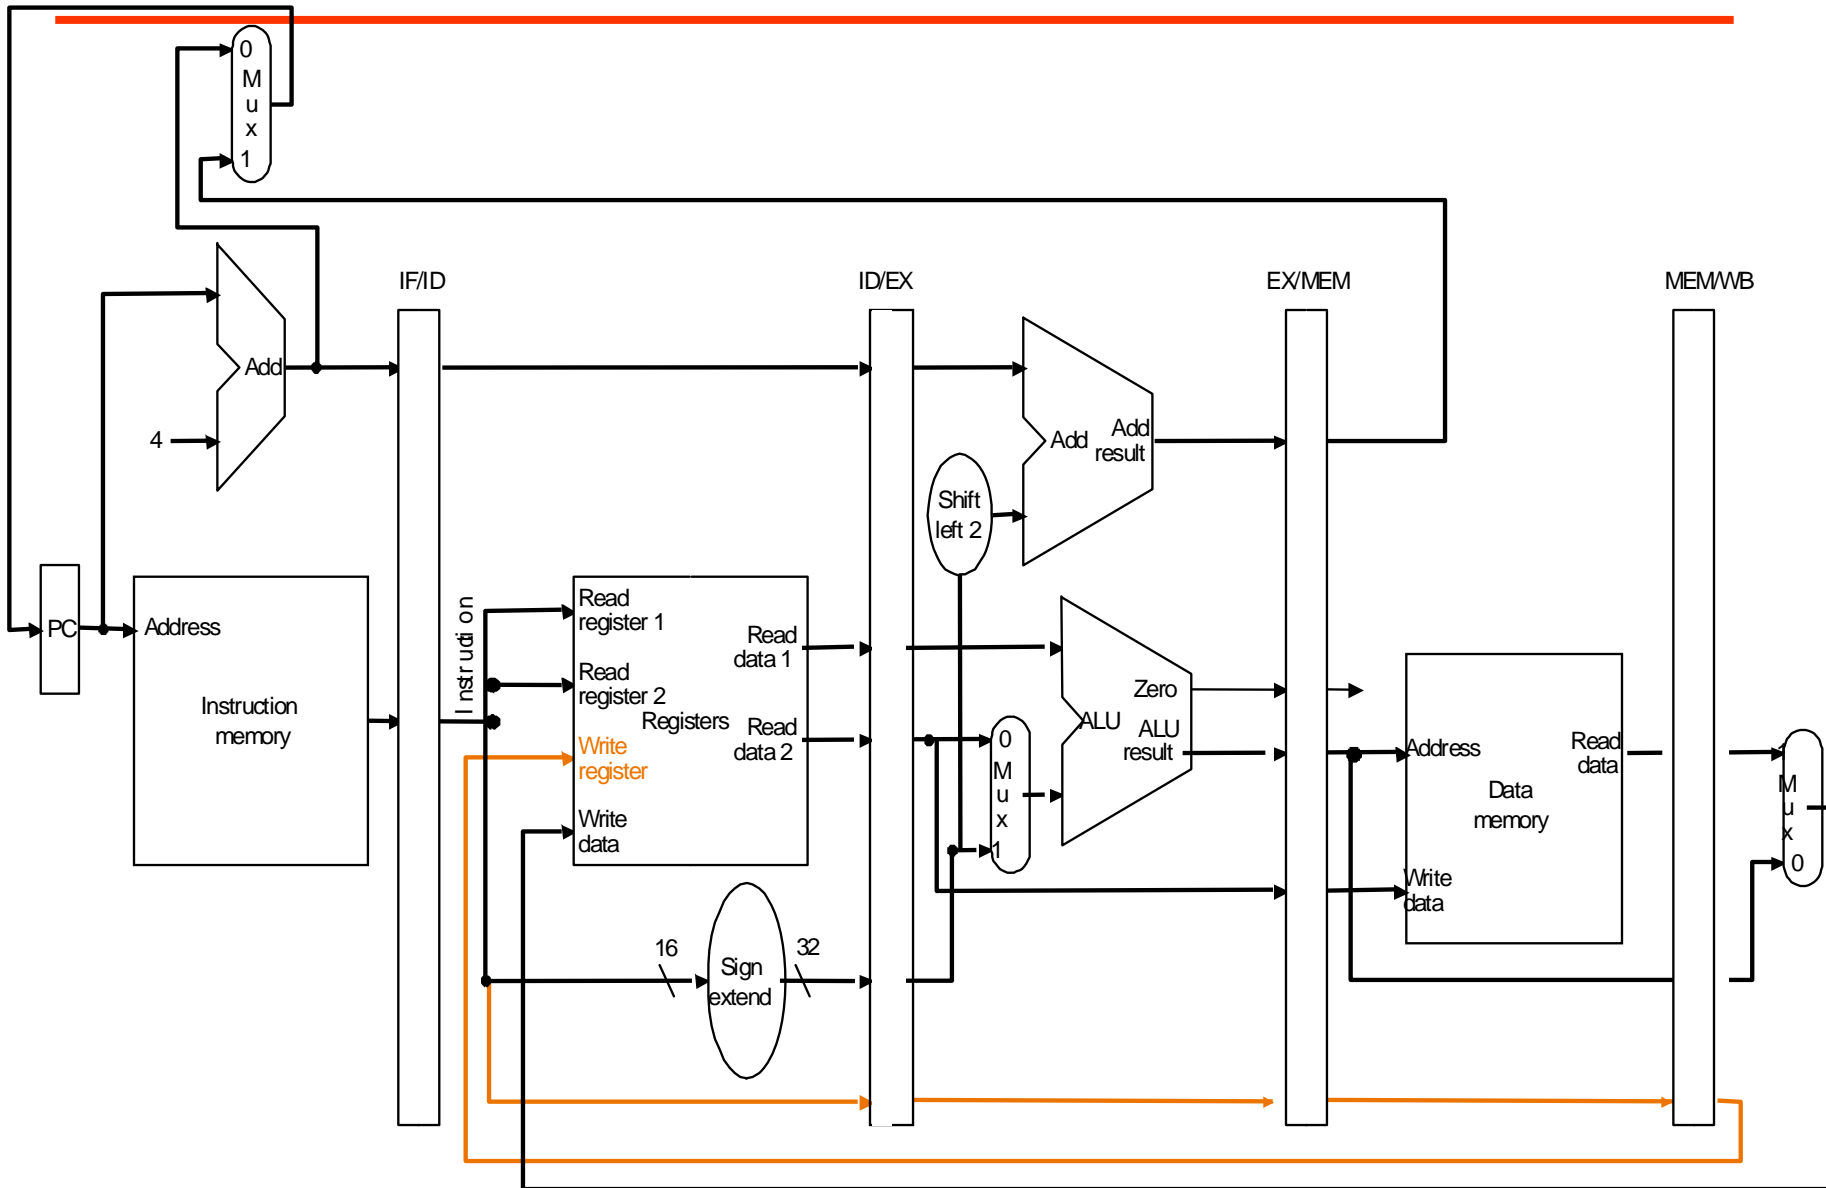 0
M
u
x
1
IF/ID
ID/EX
EX/MEM
MEM/WB
Add
4
Add
Add
result
Shift
left 2
PC
Address
Instruction
memory
Instruction
Read
register 1
Read
register 2
Write
register
Write
data
Registers
Read
data 1
Read
data 2
0
M
u
x
1
Zero
ALU
ALU
result
Address
Read
data
Data
memory
Write
data
1
M
u
x
0
16
Sign
extend
32